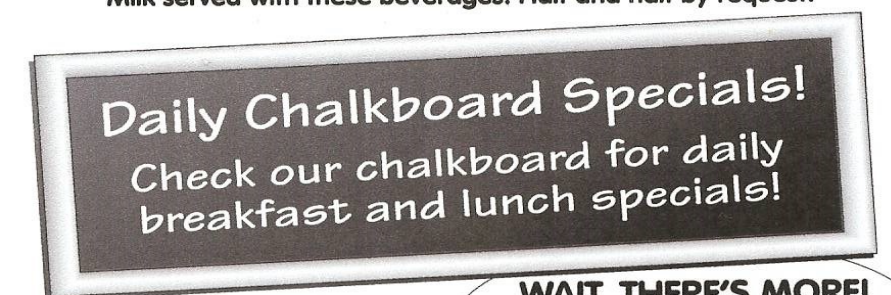 Milk served with these beverages. Half and half by request.
Daily Chalkboard Specials!
Check our chalkboard for daily
breakfast and lunch specials!
WAIT, THERE'S MORE!